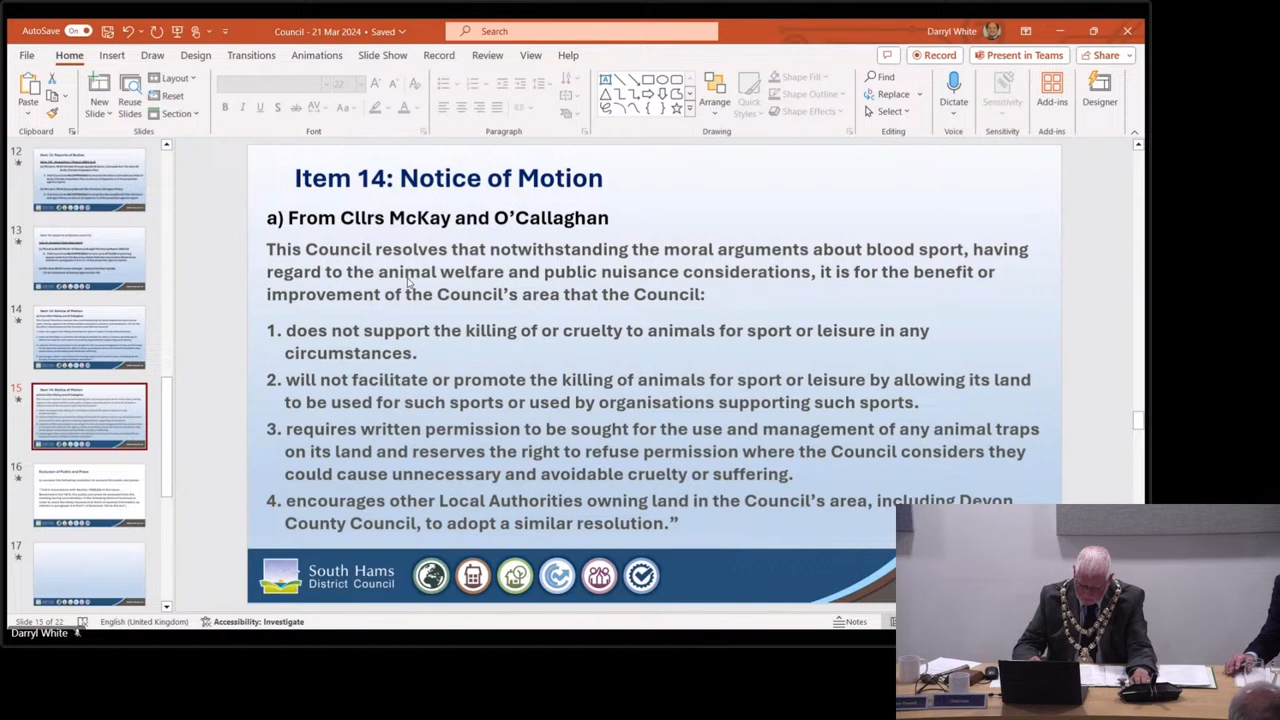 AutoSave On
Council - 21 Mar 2024 • Saved
Search
Darryl White
File Home Insert Draw Design Transitions Animations Slide Show Record Review View Help
Record Present in Teams Share
Paste
New Slide
Reuse Slides
Layout
Reset
Section
22
Arrange
Quick Styles
Shape Fill
Shape Outline
Shape Effects
Find
Replace
Select
Dictate
Sensitivity
Add-ins
Designer
Clipboard Slides Font Paragraph Drawing Editing Voice Sensitivity Add-ins
12
13
14
15
16
17
Item 14: Notice of Motion
a) From Cllrs McKay and O’Callaghan
This Council resolves that notwithstanding the moral arguments about blood sport, having
regard to the animal welfare and public nuisance considerations, it is for the benefit or
improvement of the Council’s area that the Council:
1. does not support the killing of or cruelty to animals for sport or leisure in any
circumstances.
2. will not facilitate or promote the killing of animals for sport or leisure by allowing its land
to be used for such sports or used by organisations supporting such sports.
3. requires written permission to be sought for the use and placement of any animal traps
on its land and reserves the right to refuse permission where the Council considers they
could cause unnecessary and avoidable cruelty or suffering.
4. encourages other Local Authorities owning land in the Council’s area, including Devon
County Council, to adopt a similar resolution.”
South Hams
District Council
Slide 15 of 22
English (United Kingdom)
Accessibility: Investigate
Notes
Darryl White